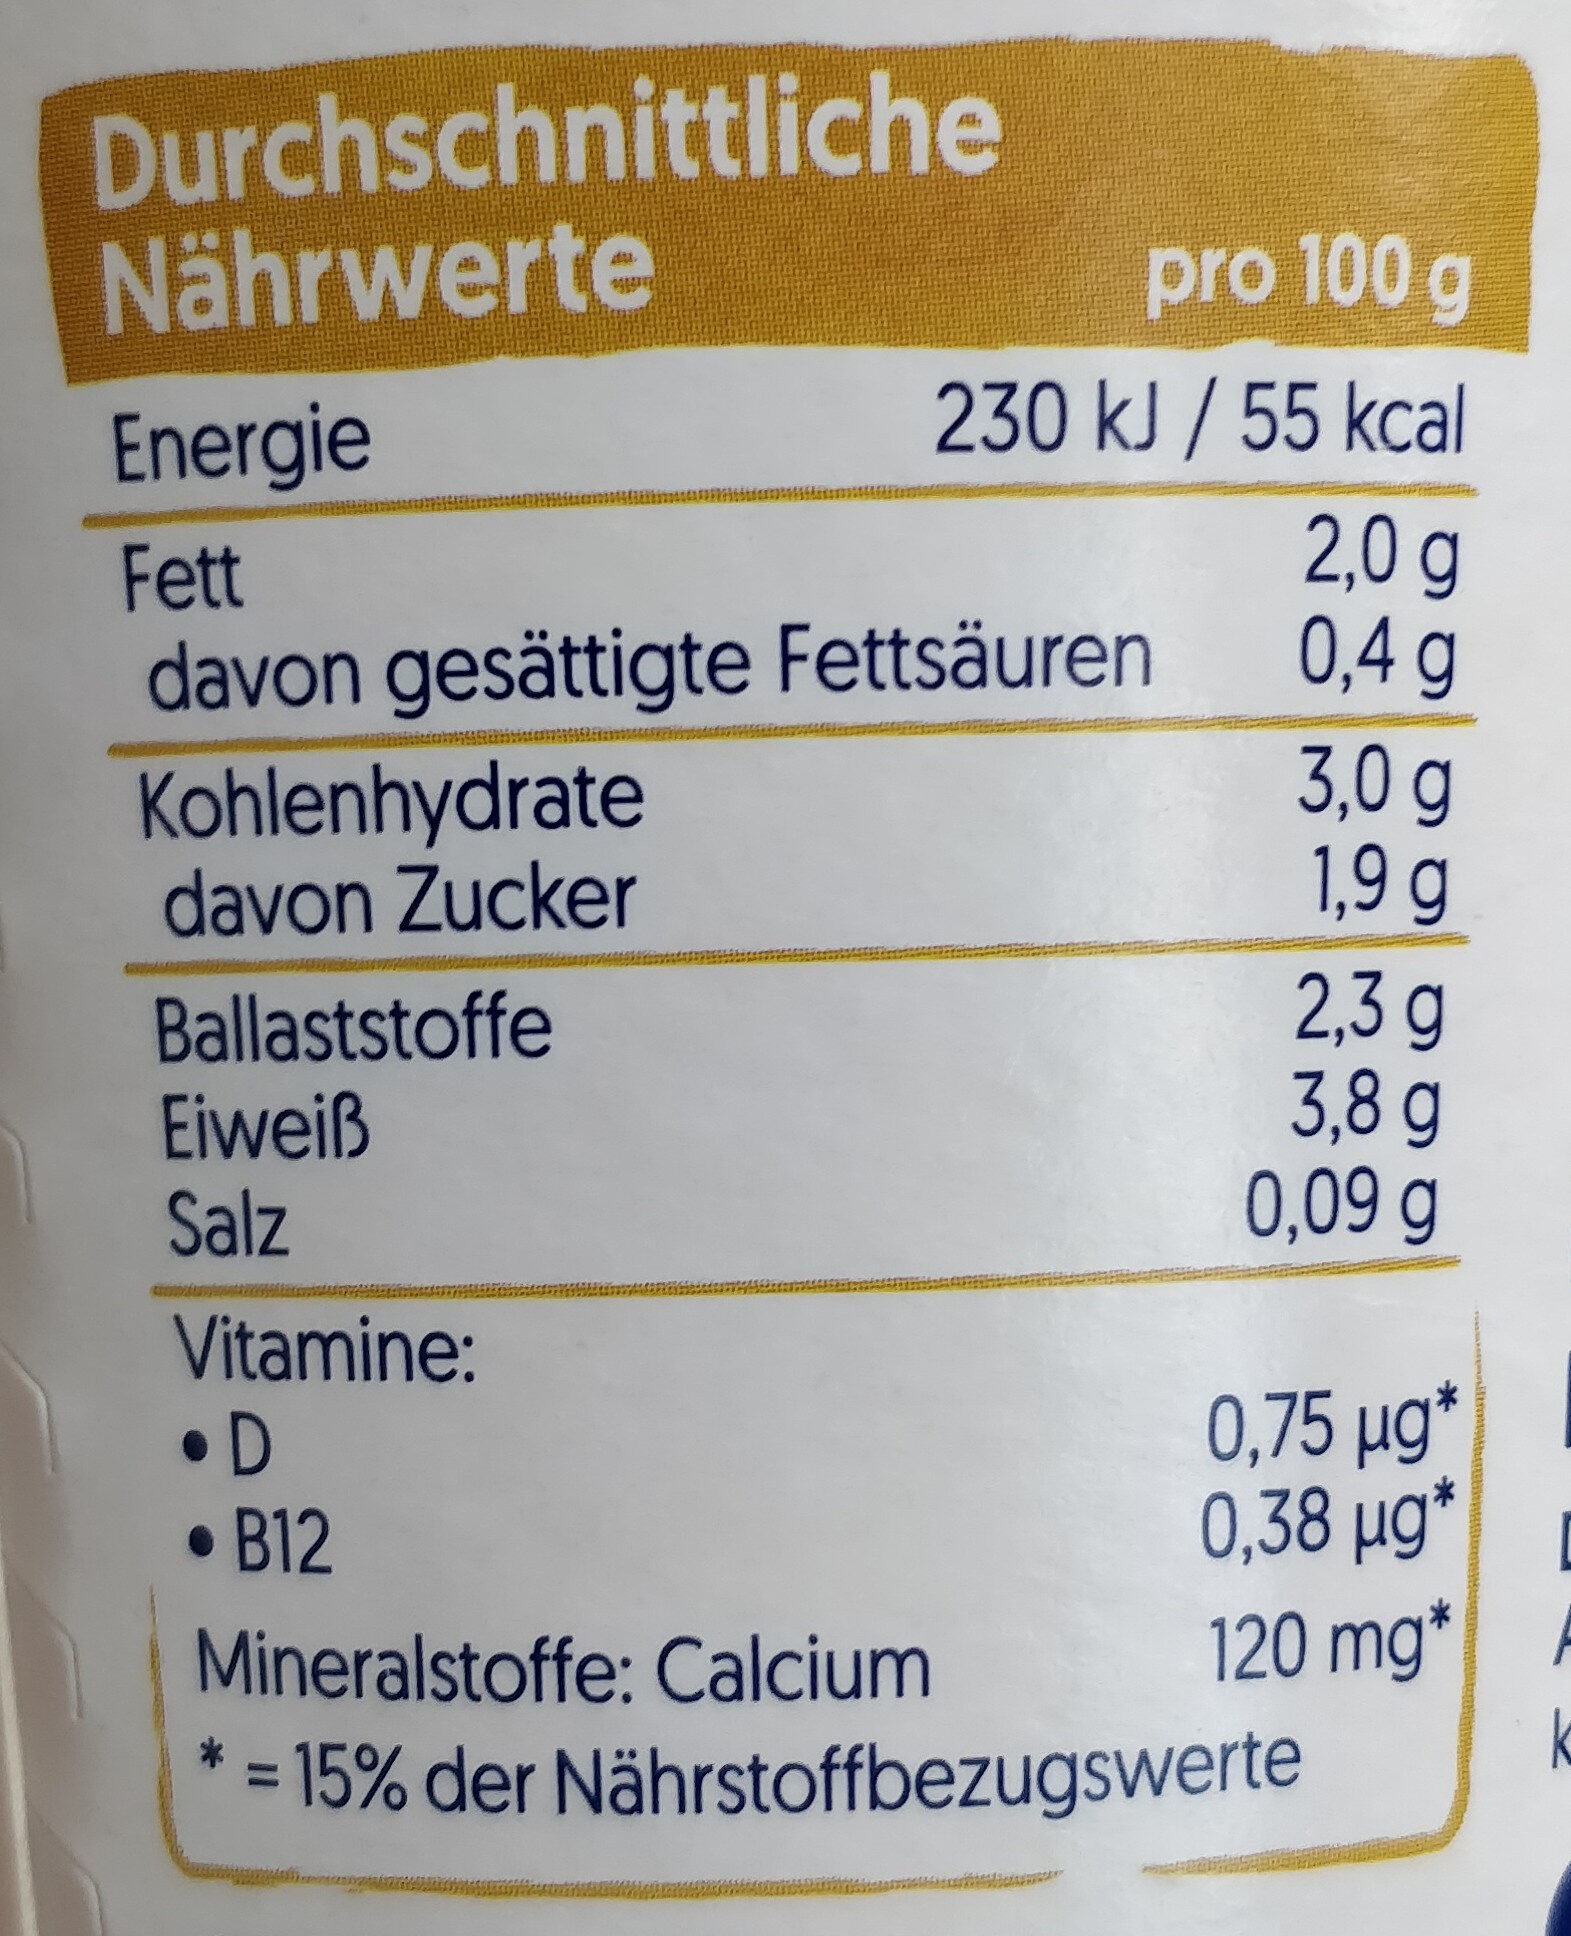 Durchschnittliche
Nährwerte pro 100 g
Energie 230 kJ / 55 kcal
Fett 2,0 g
davon gesättigte Fettsäuren 0,4 g
Kohlenhydrate 3,0 g
davon Zucker 1,9 g
Ballaststoffe 2,3 g
Eiweiß 3,8 g
Salz 0,09 g
Vitamine:
• D 0,75 µg*
• B12 0,38 µg*
Mineralstoffe: Calcium 120 mg*
* = 15% der Nährstoffbezugswerte